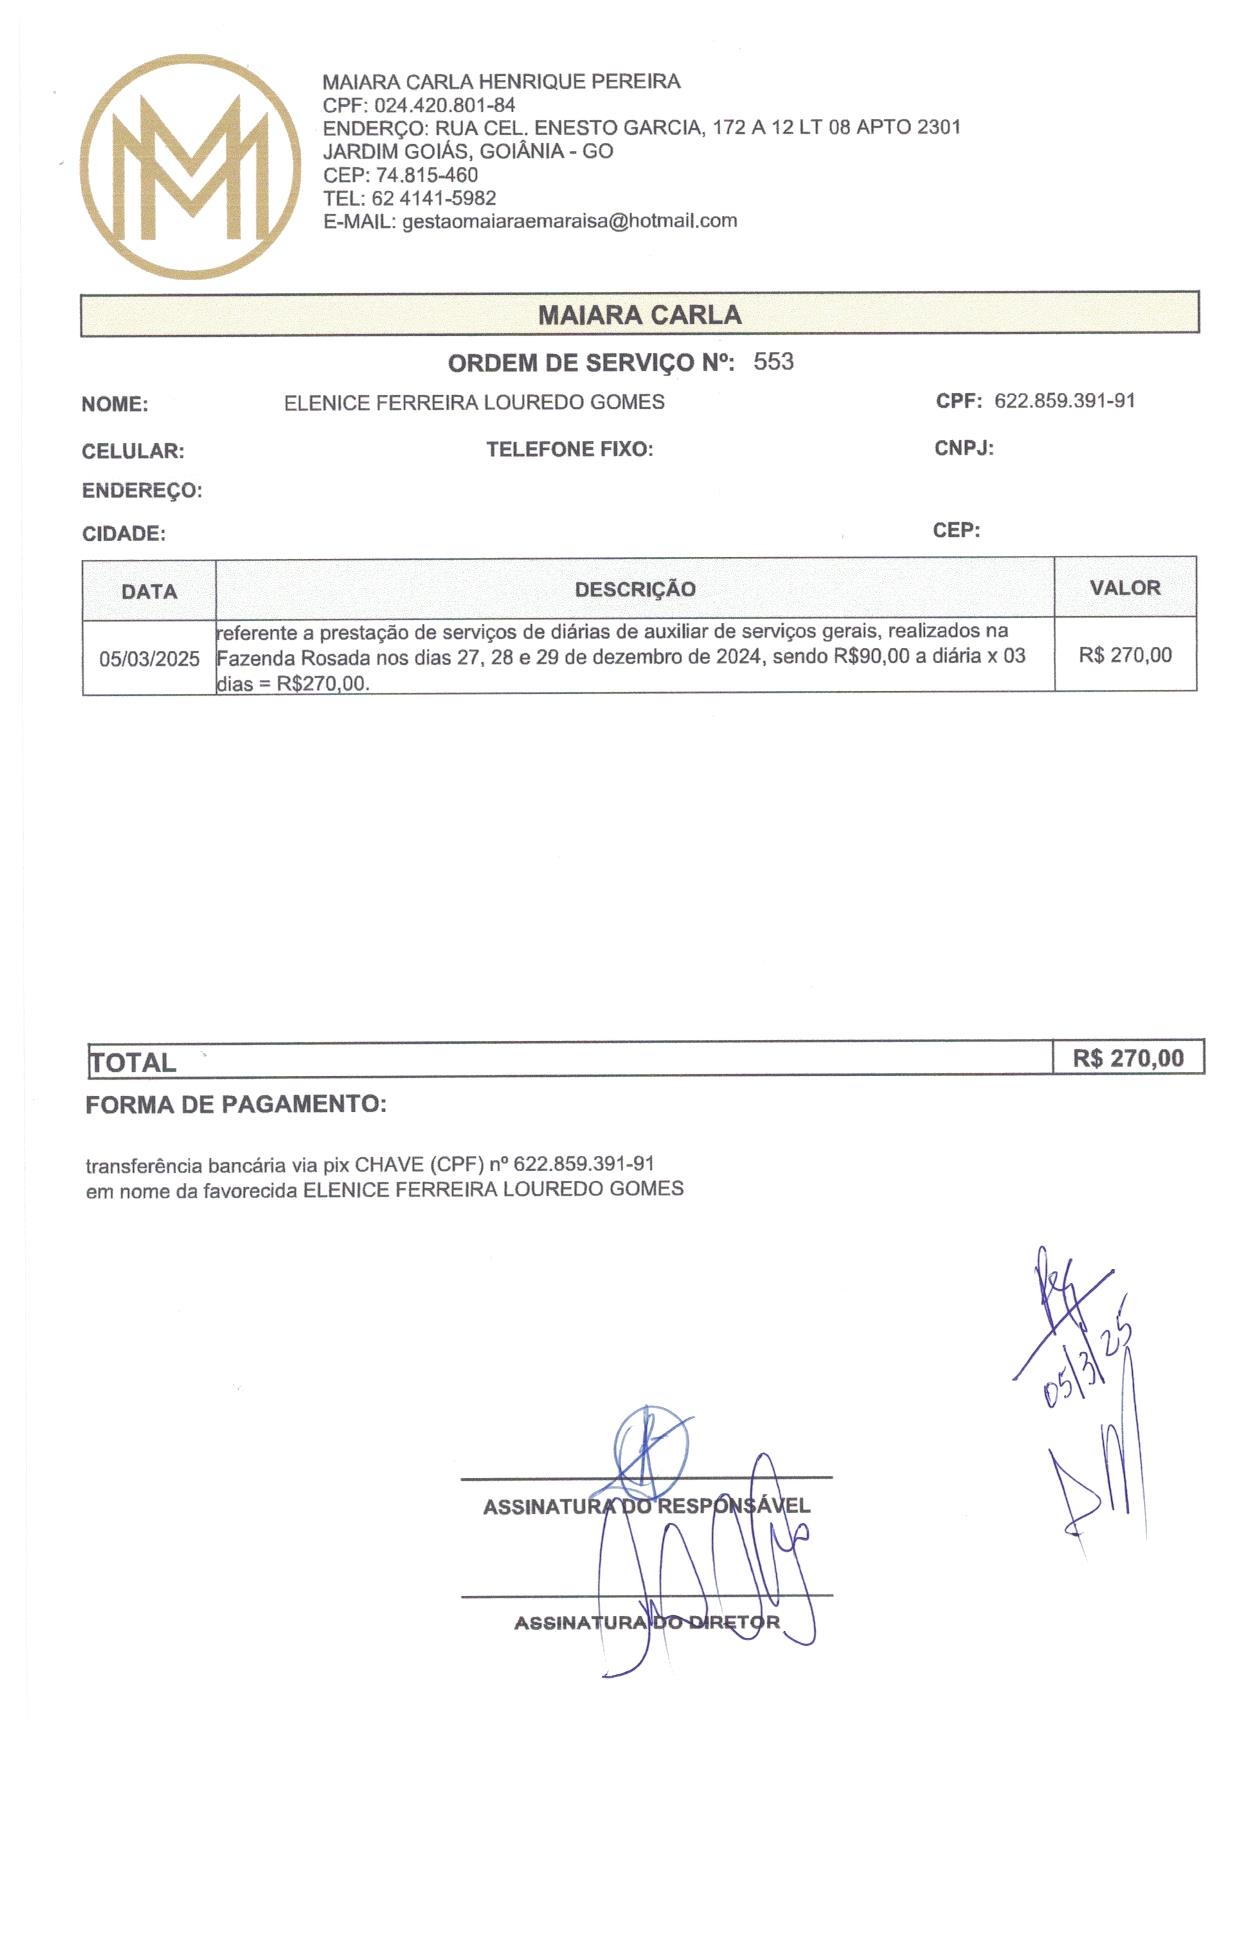 MAIARA CARLA HENRIQUE PEREIRA
CPF: 024.420.801-84
ENDERÇO: RUA CEL. ENESTO GARCIA, 172 A 12 LT 08 APTO 2301
JARDIM GOIÁS, GOIÂNIA - GO
CEP: 74.815-460
TEL: 62 4141-5982
E-MAIL: gestaomaiaraemaraisa@hotmail.com
MAIARA CARLA
ORDEM DE SERVIÇO Nº: 553
NOME: ELENICE FERREIRA LOUREDO GOMES CPF: 622.859.391-91
CELULAR: TELEFONE FIXO: CNPJ:
ENDEREÇO:
CIDADE: CEP:
DATA DESCRIÇÃO VALOR
referente a prestação de serviços de diárias de auxiliar de serviços gerais, realizados na
05/03/2025 Fazenda Rosada nos dias 27, 28 e 29 de dezembro de 2024, sendo R$90,00 a diária x 03 R$ 270,00
dias = R$270,00.
TOTAL R$ 270,00
FORMA DE PAGAMENTO:
transferência bancária via pix CHAVE (CPF) nº 622.859.391-91
em nome da favorecida ELENICE FERREIRA LOUREDO GOMES
05/3/25
ASSINATURA DO RESPONSÁVEL
ASSINATURA DO DIRETOR